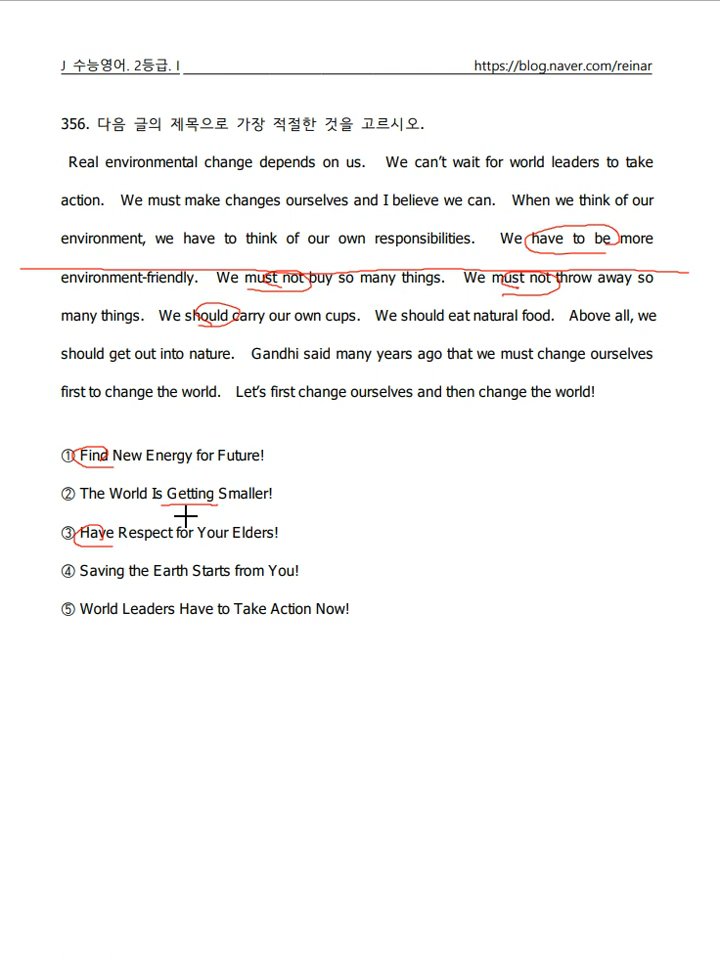 J 수능영어. 2등급. I https://blog.naver.com/reinar
356. 다음 글의 제목으로 가장 적절한 것을 고르시오.
Real environmental change depends on us. We can't wait for world leaders to take
action. We must make changes ourselves and I believe we can. When we think of our
environment, we have to think of our own responsibilities. We have to be more
environment-friendly. We must not buy so many things. We must not throw away so
many things. We should carry our own cups. We should eat natural food. Above all, we
should get out into nature. Gandhi said many years ago that we must change ourselves
first to change the world. Let's first change ourselves and then change the world!
① Find New Energy for Future!
② The World Is Getting Smaller!
③ Have Respect for Your Elders!
④ Saving the Earth Starts from You!
⑤ World Leaders Have to Take Action Now!